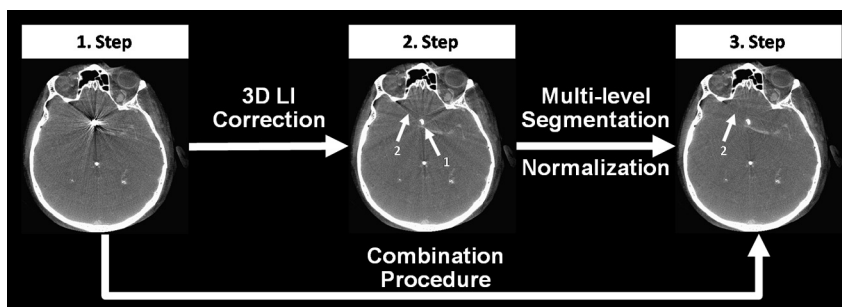 1. Step
2. Step
3. Step
3D LI
Correction
Multi-level
Segmentation
Normalization
2
1
2
Combination
Procedure